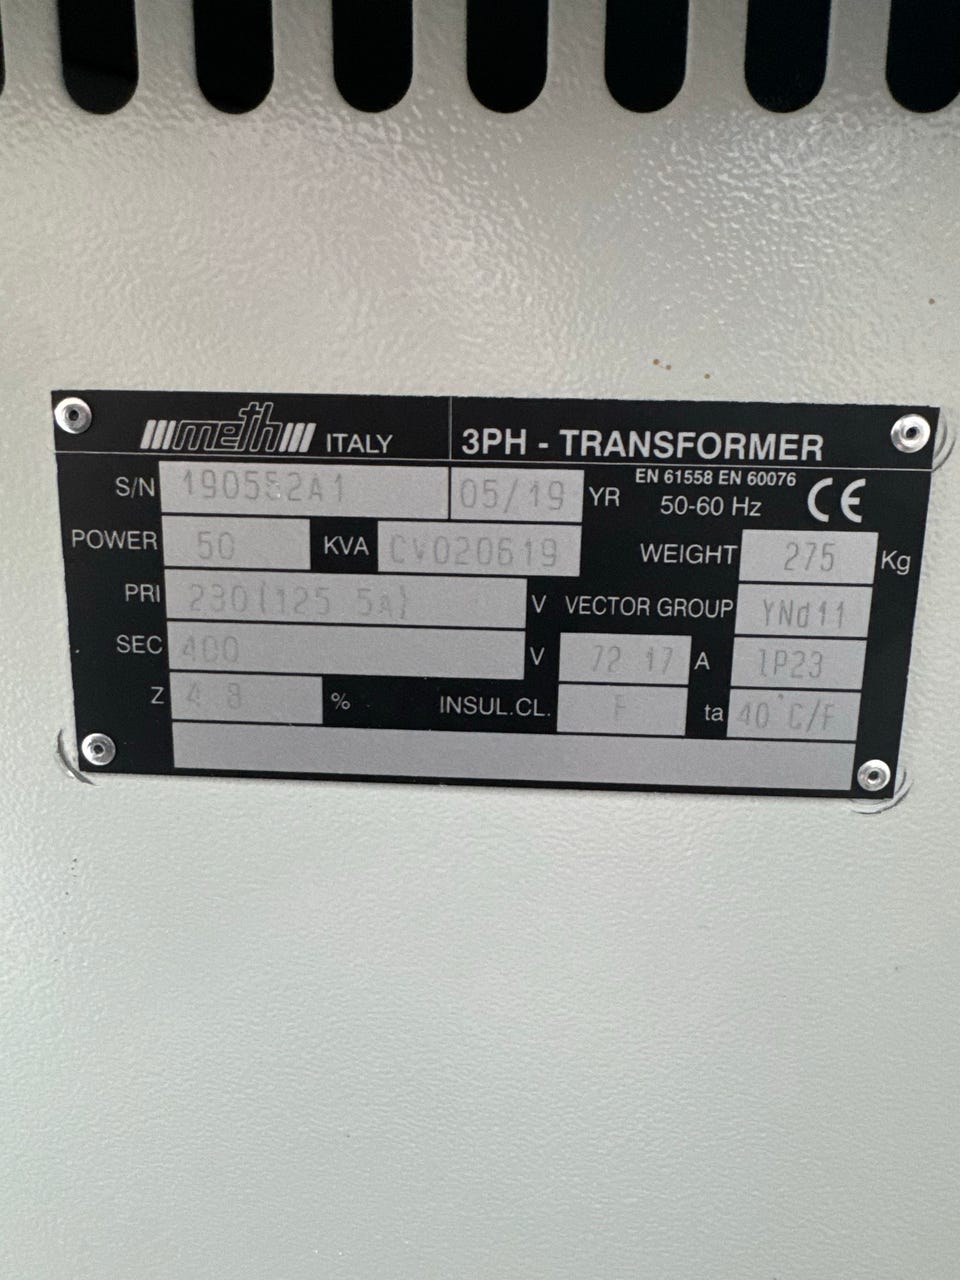 meth ITALY 3PH - TRANSFORMER
S/N 190552A1 05/19 YR EN 61558 EN 60076 50-60 Hz CE
POWER 50 KVA CV020619 WEIGHT 275 Kg
PRI 230(125 5A) V VECTOR GROUP YNd11
SEC 400 V 72 17 A IP23
Z 4 8 % INSUL.CL. F ta 40°C/F